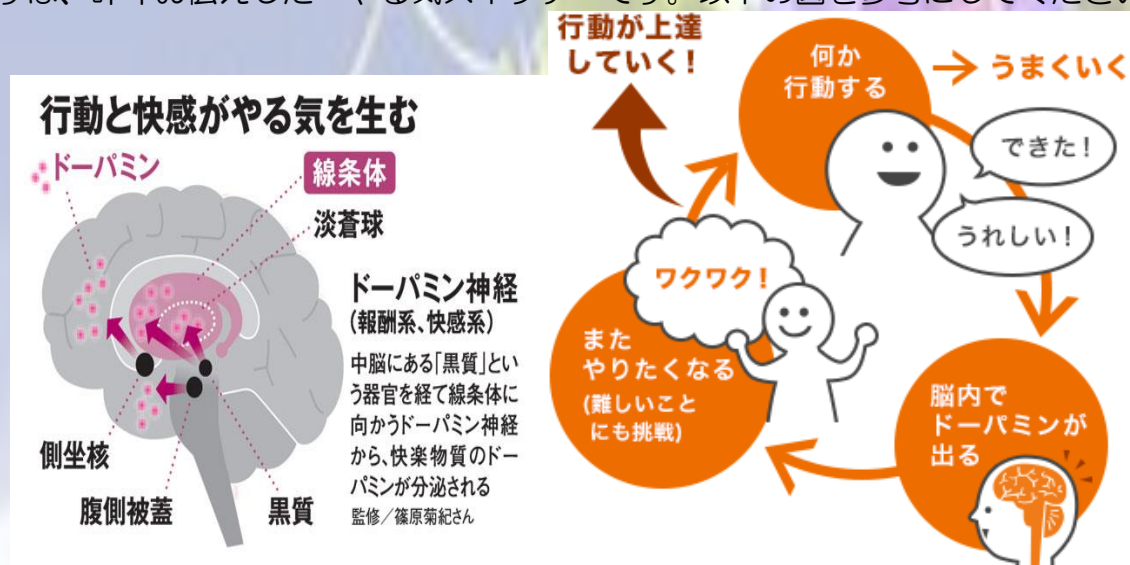 行動と快感がやる気を生む
ドーパミン
線条体
淡蒼球
ドーパミン神経
(報酬系、快感系)
中脳にある「黒質」とい
う器官を経て線条体に
向かうドーパミン神経
から、快楽物質のドー
パミンが分泌される
監修/篠原菊紀さん
側坐核
腹側被蓋
黒質
行動が上達
していく!
何か
行動する
うまくいく
できた!
うれしい!
ワクワク!
また
やりたくなる
(難しいこと
にも挑戦)
脳内で
ドーパミンが
出る